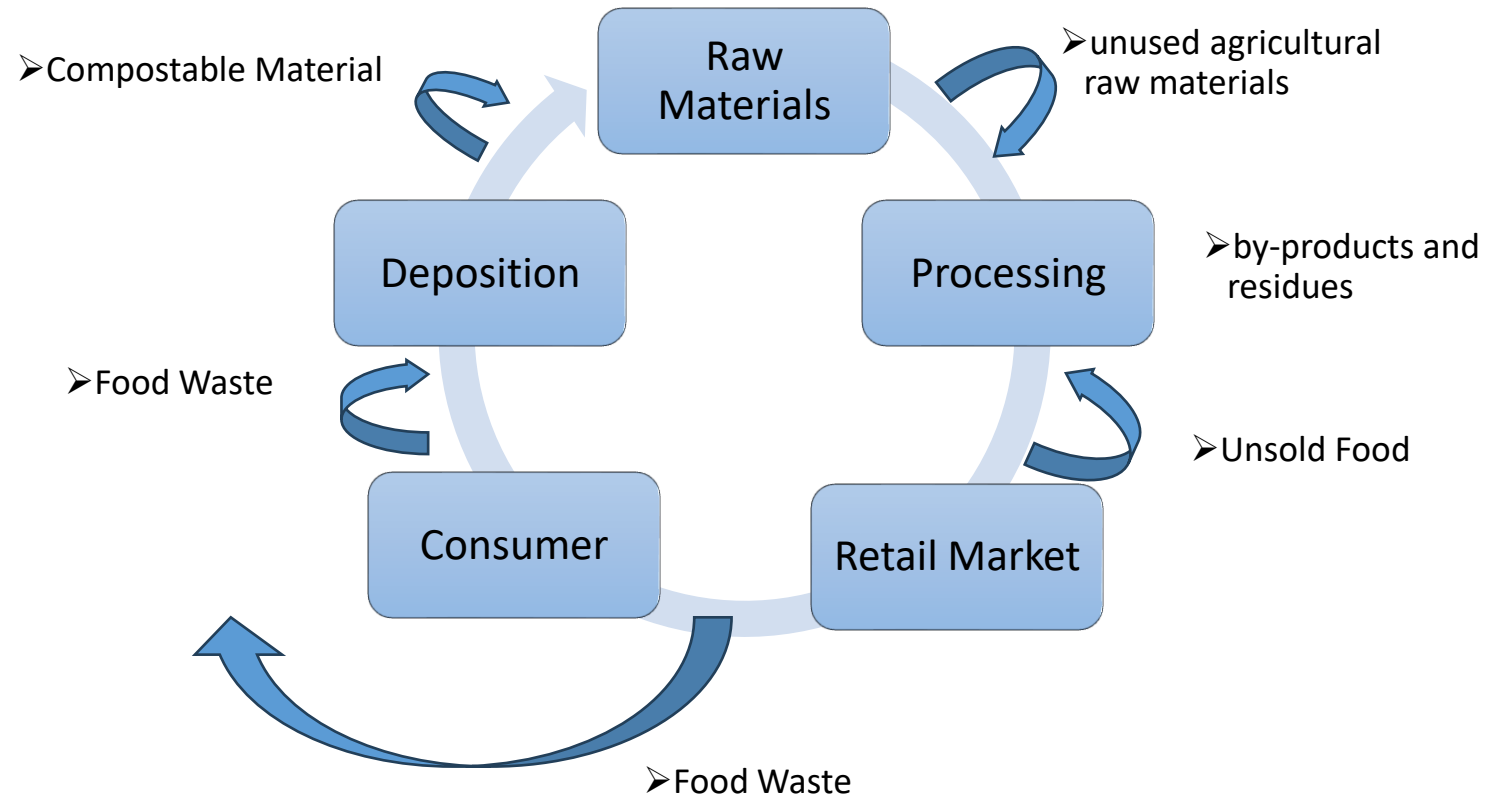 ➢Compostable Material
Raw
Materials
➢unused agricultural
raw materials
Deposition
Processing
➢by-products and
residues
➢Food Waste
➢Unsold Food
Consumer
Retail Market
➢Food Waste